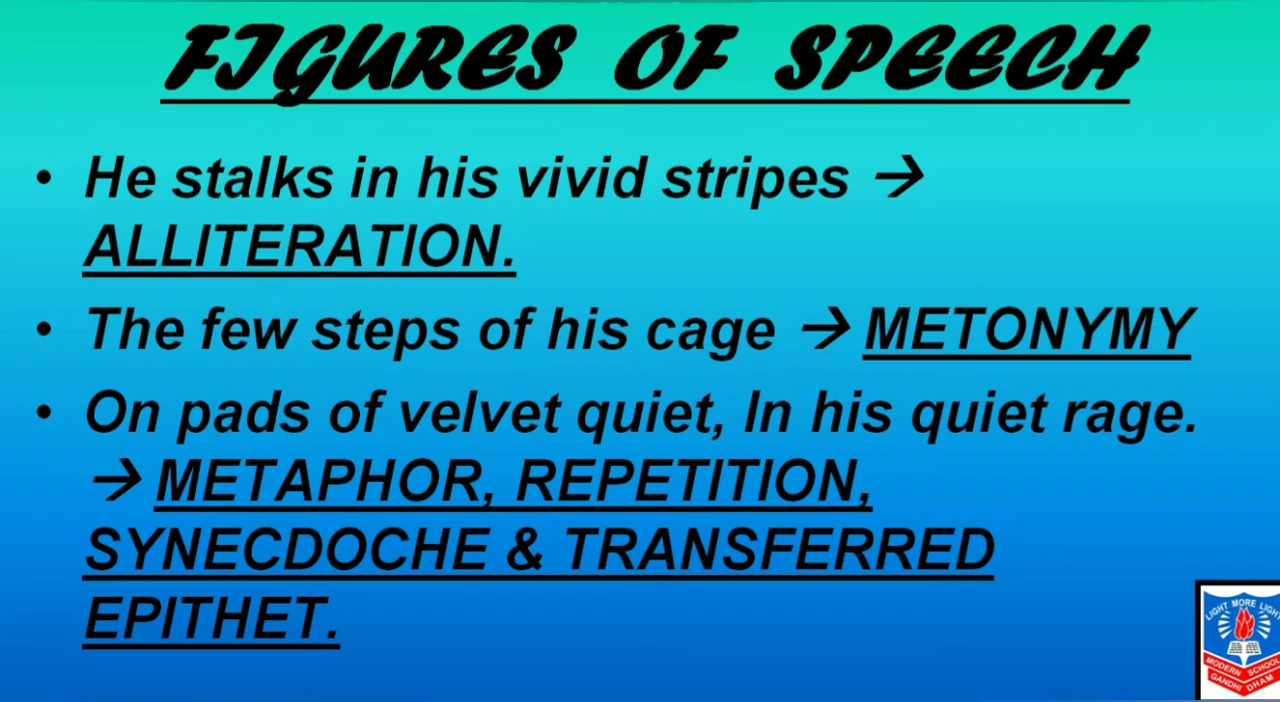 FIGURES OF SPEECH
• He stalks in his vivid stripes →
ALLITERATION.
• The few steps of his cage → METONYMY
• On pads of velvet quiet, In his quiet rage.
→ METAPHOR, REPETITION,
SYNECDOCHE & TRANSFERRED
EPITHET.
LIGHT MORE LIGHT
MODERN SCHOOL
GANDHI DHAM